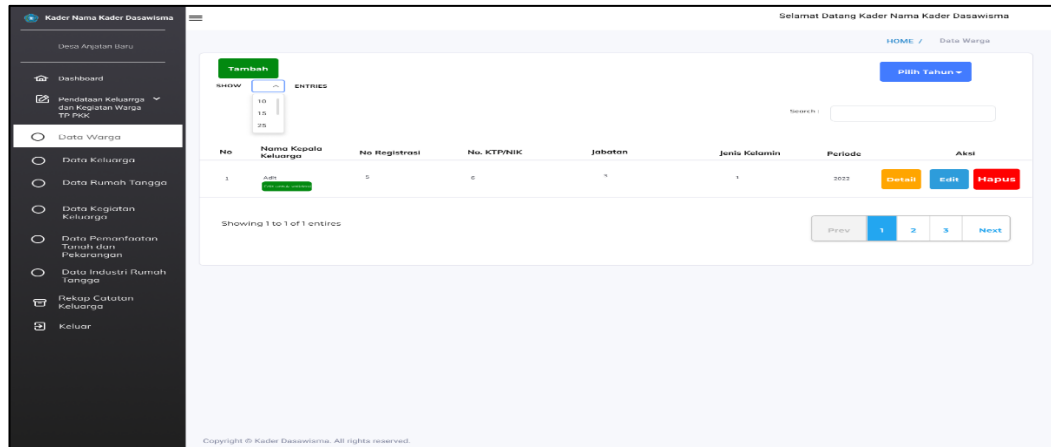 Kader Nama Kader Dasawisma
Selamat Datang Kader Nama Kader Dasawisma
Desa Anjatan Baru
HOME / Data Warga
Dashboard
Pendataan Keluarga
dan Kegiatan Warga
TP PKK
Data Warga
Data Keluarga
Data Rumah Tangga
Data Kegiatan
Keluarga
Data Pemanfaatan
Tanah dan
Pekarangan
Data Industri Rumah
Tangga
Rekap Catatan
Keluarga
Keluar
Tambah
Pilih Tahun
SHOW ENTRIES
10
15
25
Search :
No
Nama Kepala
Keluarga
No Registrasi
No. KTP/NIK
Jabatan
Jenis Kelamin
Periode
Aksi
1
Adit
2022
Detail
Edit
Hapus
Showing 1 to 1 of 1 entires
Prev
1
2
3
Next
Copyright © Kader Dasawisma. All rights reserved.